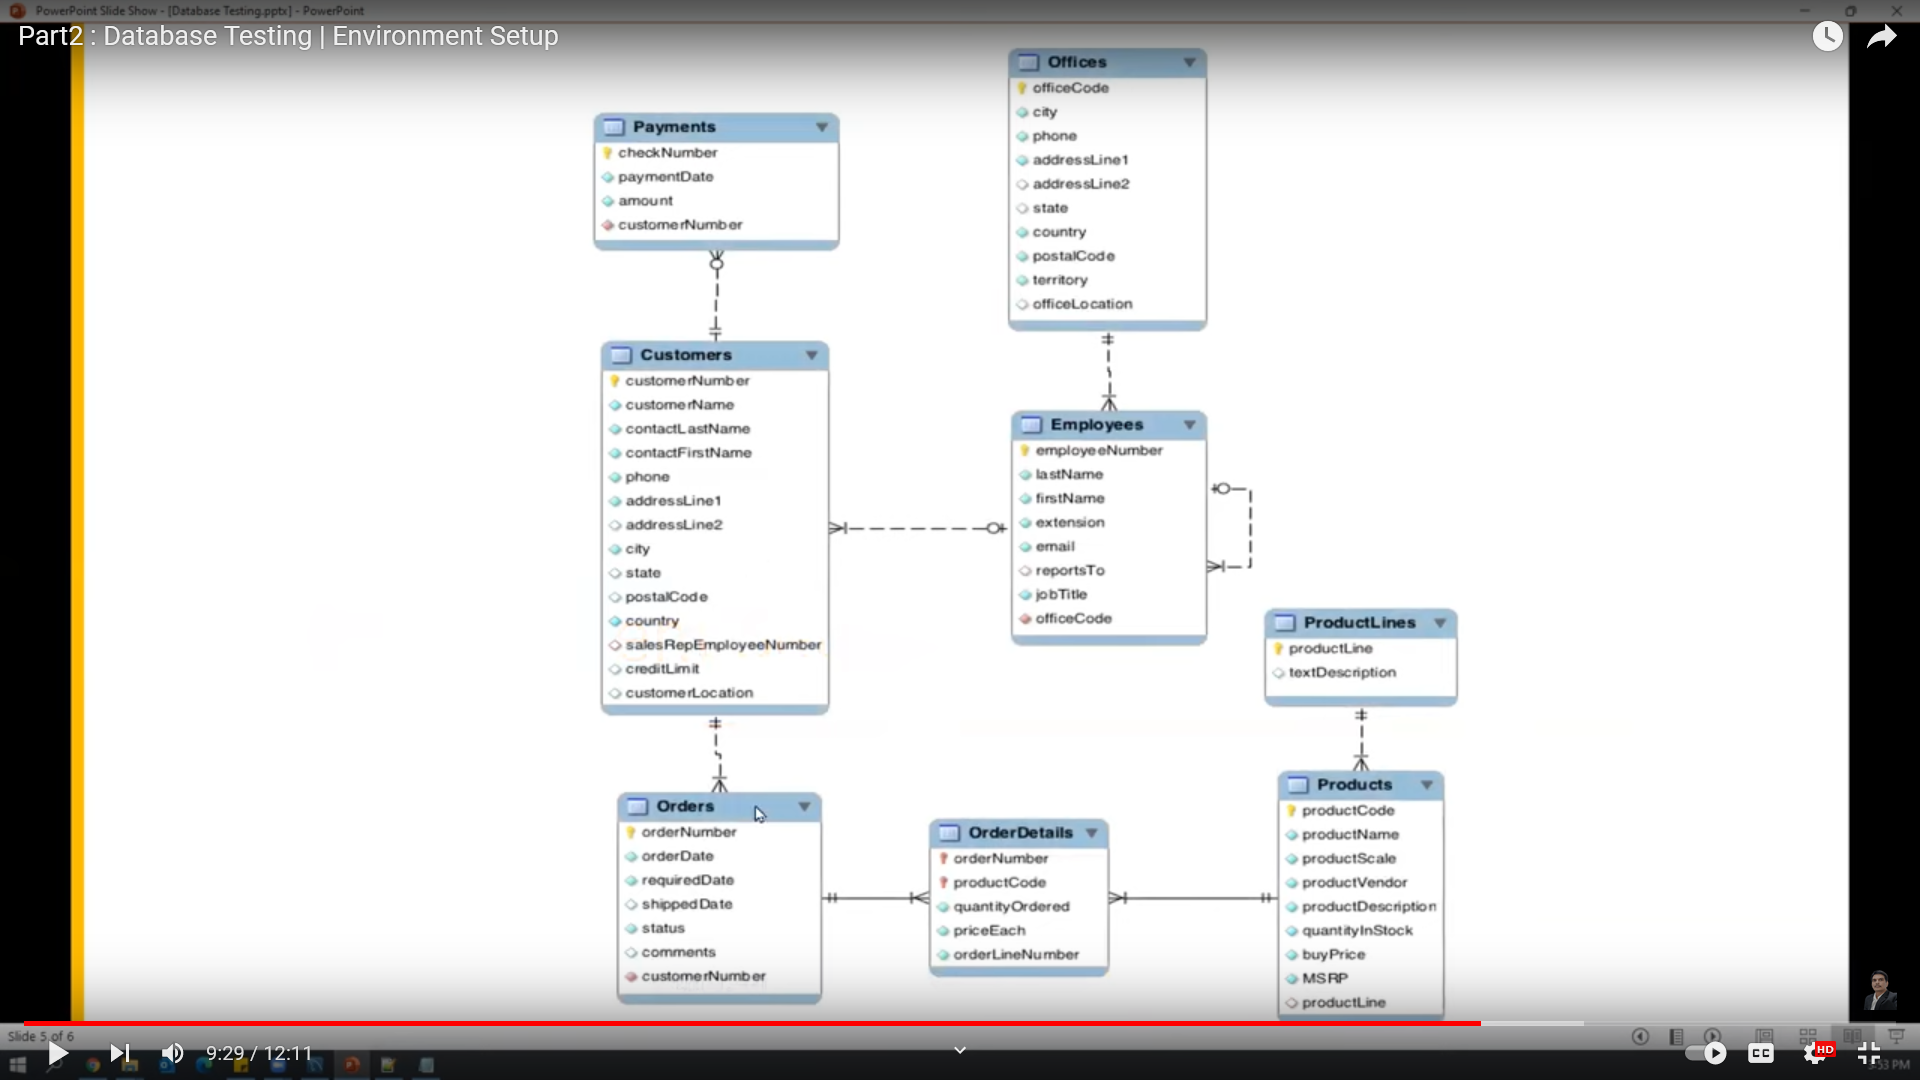 PowerPoint Slide Show - [Database Testing.pptx] - PowerPoint
Part2 : Database Testing | Environment Setup
Offices
officeCode
city
phone
addressLine1
addressLine2
state
country
postalCode
territory
officeLocation
Payments
checkNumber
paymentDate
amount
customerNumber
Customers
customerNumber
customerName
contactLastName
contactFirstName
phone
addressLine1
addressLine2
city
state
postalCode
country
salesRepEmployeeNumber
creditLimit
customerLocation
Employees
employeeNumber
lastName
firstName
extension
email
reportsTo
jobTitle
officeCode
ProductLines
productLine
textDescription
Orders
orderNumber
orderDate
requiredDate
shippedDate
status
comments
customerNumber
OrderDetails
orderNumber
productCode
quantityOrdered
priceEach
orderLineNumber
Products
productCode
productName
productScale
productVendor
productDescription
quantityInStock
buyPrice
MSRP
productLine
Slide 5 of 6
9:29 / 12:11
CC
HD